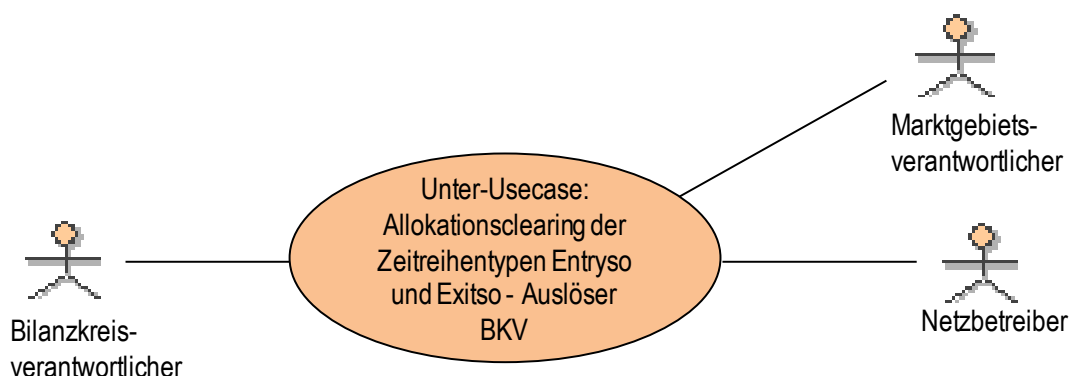 Marktgebiets-
verantwortlicher
Unter-Usecase:
Allokationsclearing der
Zeitreihentypen Entryso
und Exitso - Auslöser
BKV
Netzbetreiber
Bilanzkreis-
verantwortlicher